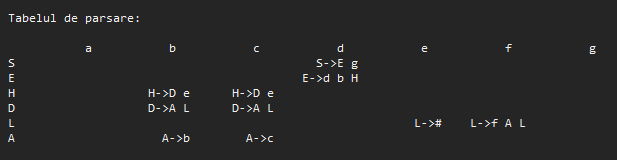 Tabelul de parsare:
a b c d e f g
S S->E g
E E->d b H
H H->D e H->D e
D D->A L D->A L
L L-># L->f A L
A A->b A->c